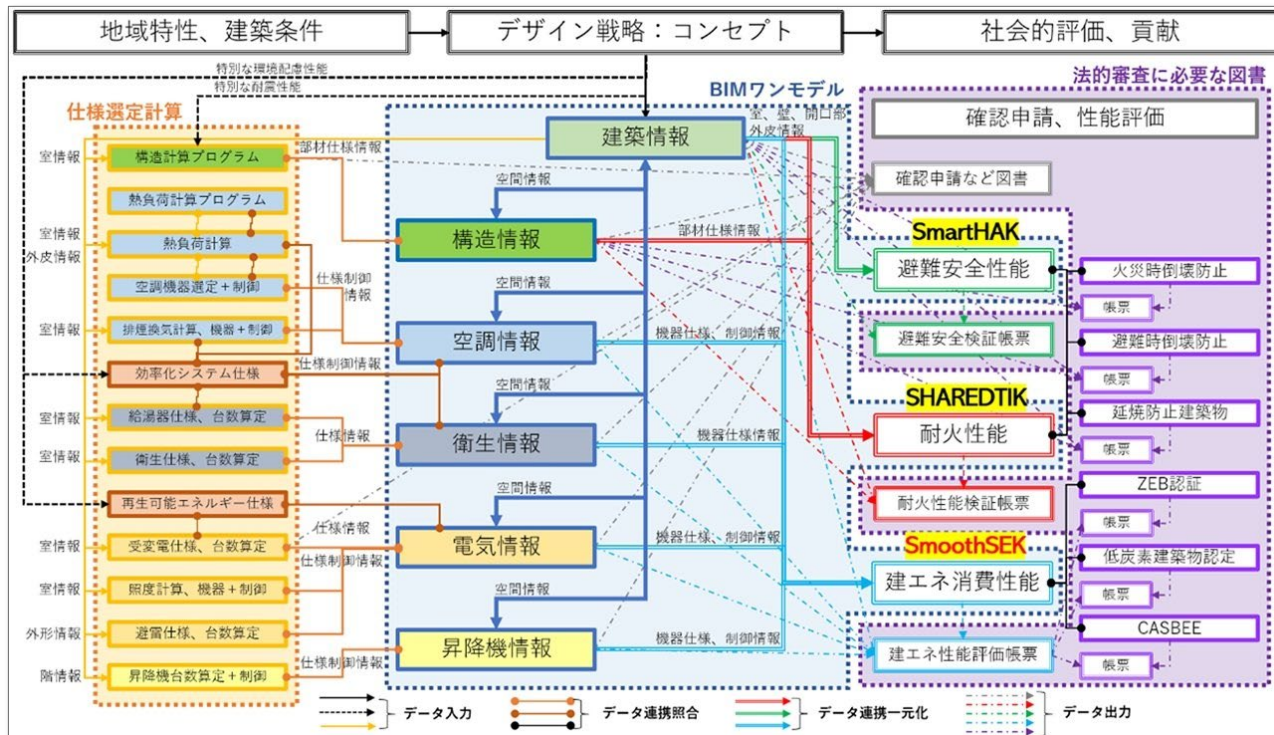 地域特性、建築条件
デザイン戦略：コンセプト
社会的評価、貢献
特別な環境配慮性能
特別な耐震性能
仕様選定計算
BIMワンモデル
法的審査に必要な図書
室情報
構造計算プログラム
部材仕様情報
熱負荷計算プログラム
室情報
外皮情報
熱負荷計算
空調機器選定＋制御
仕様制御
情報
室情報
排煙換気計算、機器＋制御
効率化システム仕様
仕様制御情報
室情報
給湯器仕様、台数算定
仕様情報
室情報
衛生仕様、台数算定
再生可能エネルギー仕様
仕様情報
室情報
受変電仕様、台数算定
仕様制御情報
室情報
照度計算、機器＋制御
外形情報
避雷仕様、台数算定
仕様制御情報
階情報
昇降機台数算定＋制御
建築情報
室、壁、開口部
外皮情報
空間情報
構造情報
部材仕様情報
空間情報
空調情報
機器仕様、制御情報
空間情報
衛生情報
機器仕様情報
空間情報
電気情報
機器仕様、制御情報
空間情報
昇降機情報
機器仕様、制御情報
確認申請、性能評価
確認申請など図書
SmartHAK
避難安全性能
避難安全検証帳票
SHAREDTIK
耐火性能
耐火性能検証帳票
SmoothSEK
建エネ消費性能
建エネ性能評価帳票
火災時倒壊防止
帳票
避難時倒壊防止
帳票
延焼防止建築物
帳票
ZEB認証
帳票
低炭素建築物認定
帳票
CASBEE
帳票
データ入力
データ連携照合
データ連携一元化
データ出力